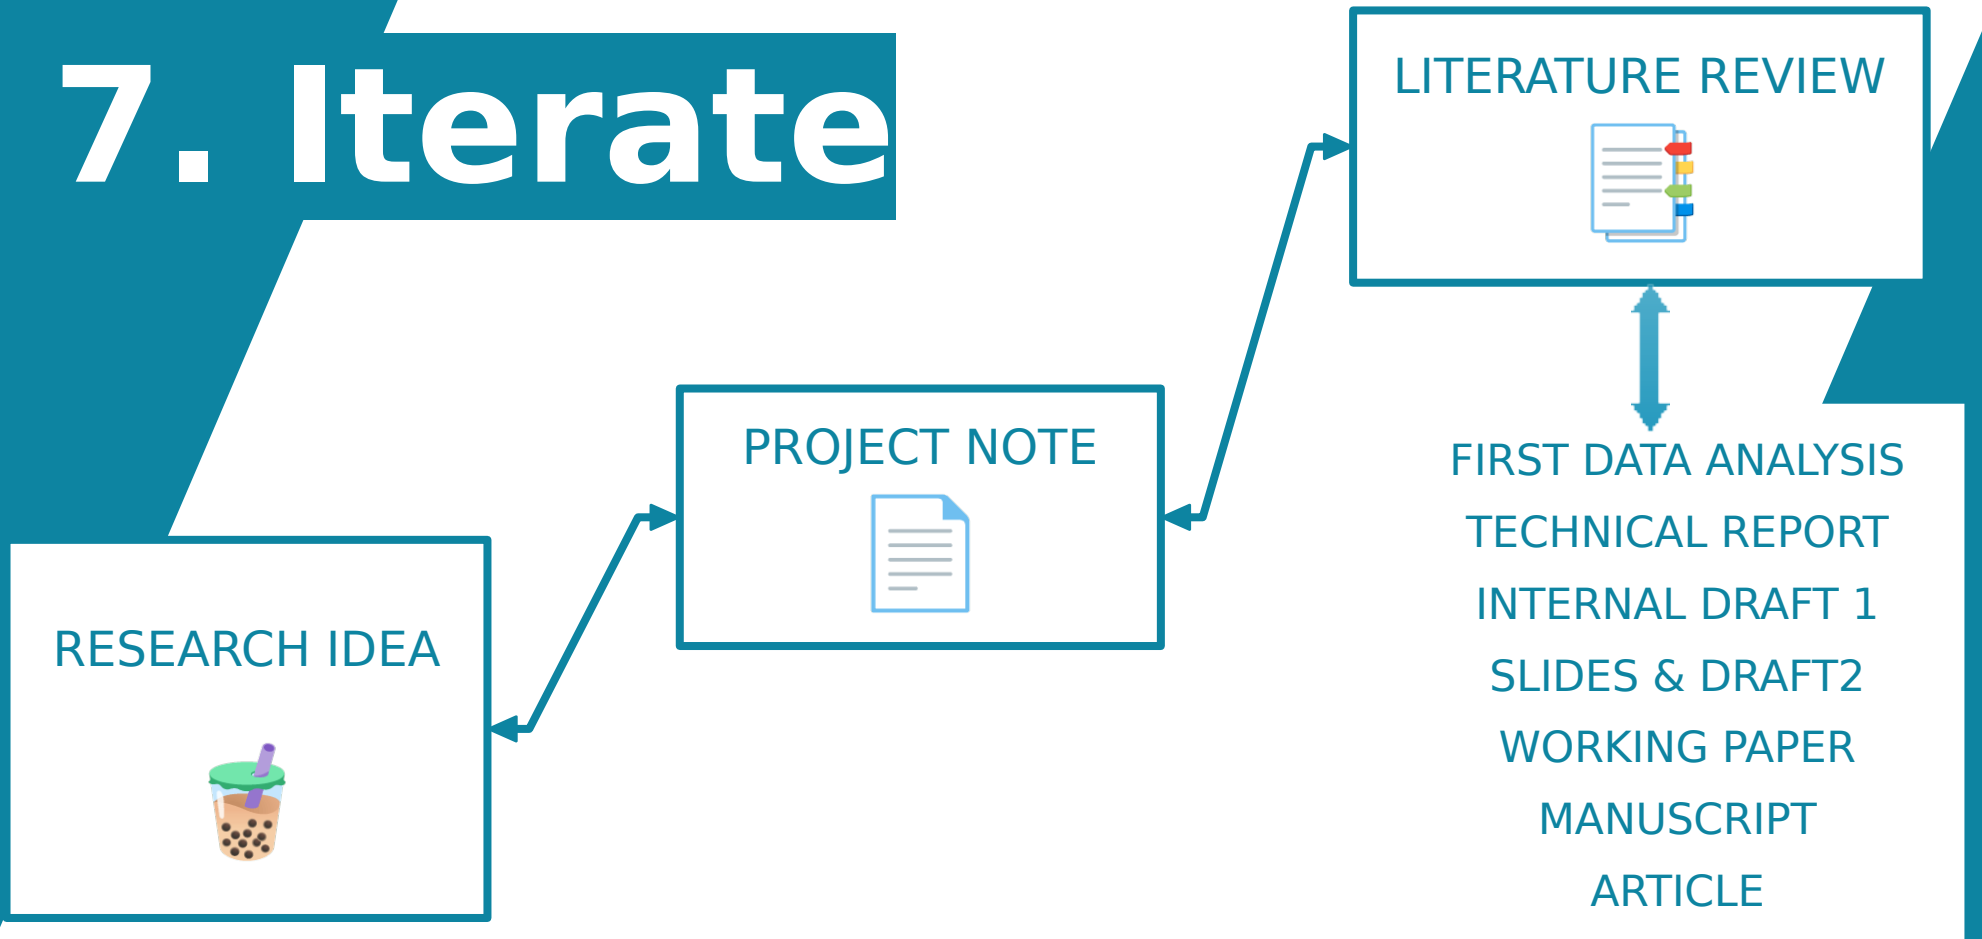 7. Iterate
LITERATURE REVIEW
PROJECT NOTE
RESEARCH IDEA
FIRST DATA ANALYSIS
TECHNICAL REPORT
INTERNAL DRAFT 1
SLIDES & DRAFT2
WORKING PAPER
MANUSCRIPT
ARTICLE